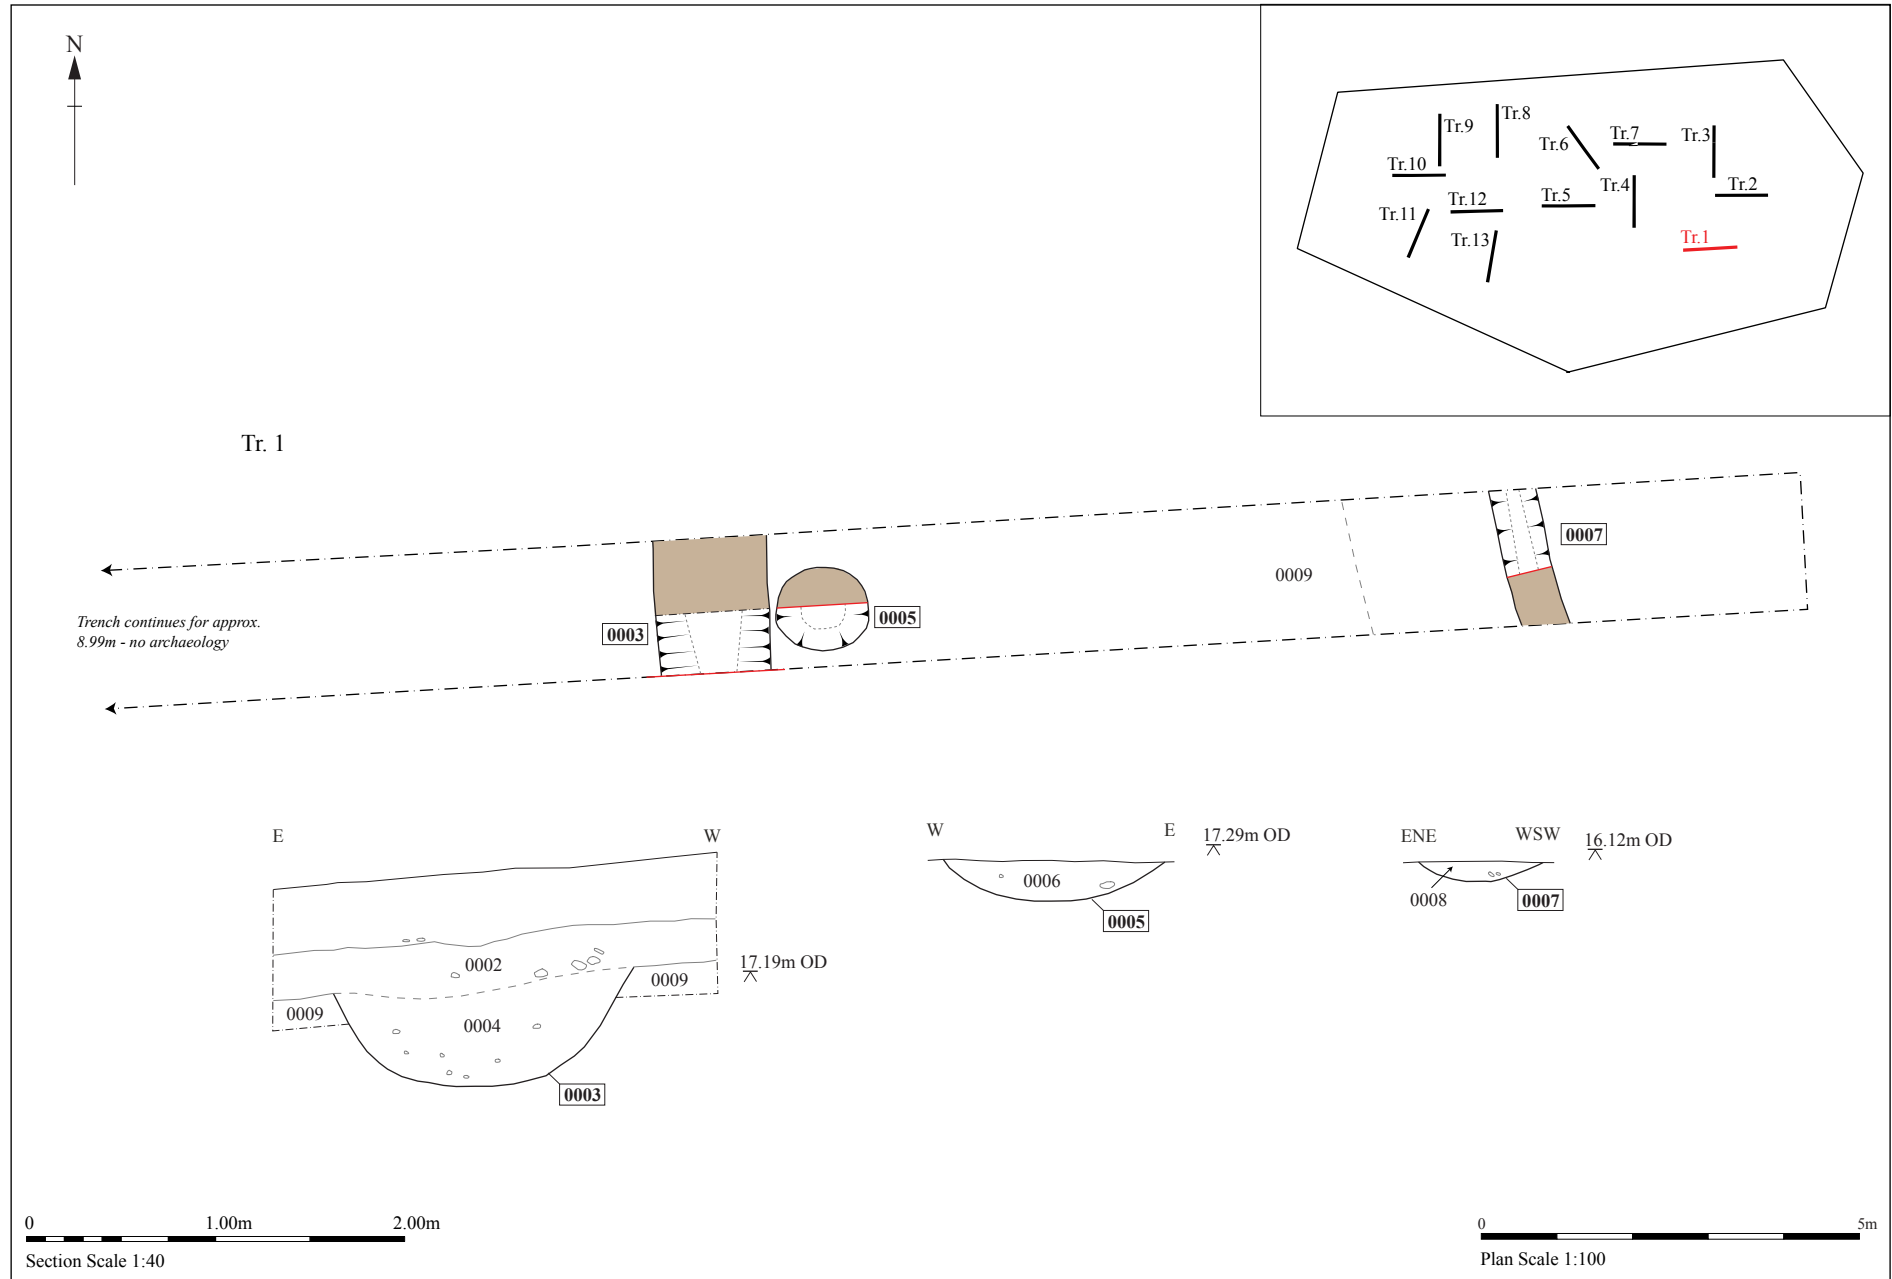 N
Tr.9
Tr.8
Tr.6
Tr.7
Tr.3
Tr.10
Tr.4
Tr.2
Tr.11
Tr.12
Tr.5
Tr.13
Tr.1
Tr. 1
Trench continues for approx.
8.99m - no archaeology
0003
0005
0009
0007
E
W
0002
17.19m OD
0009
0009
0004
0003
W
E
17.29m OD
0006
0005
ENE
WSW
16.12m OD
0008
0007
0
1.00m
2.00m
Section Scale 1:40
0
5m
Plan Scale 1:100